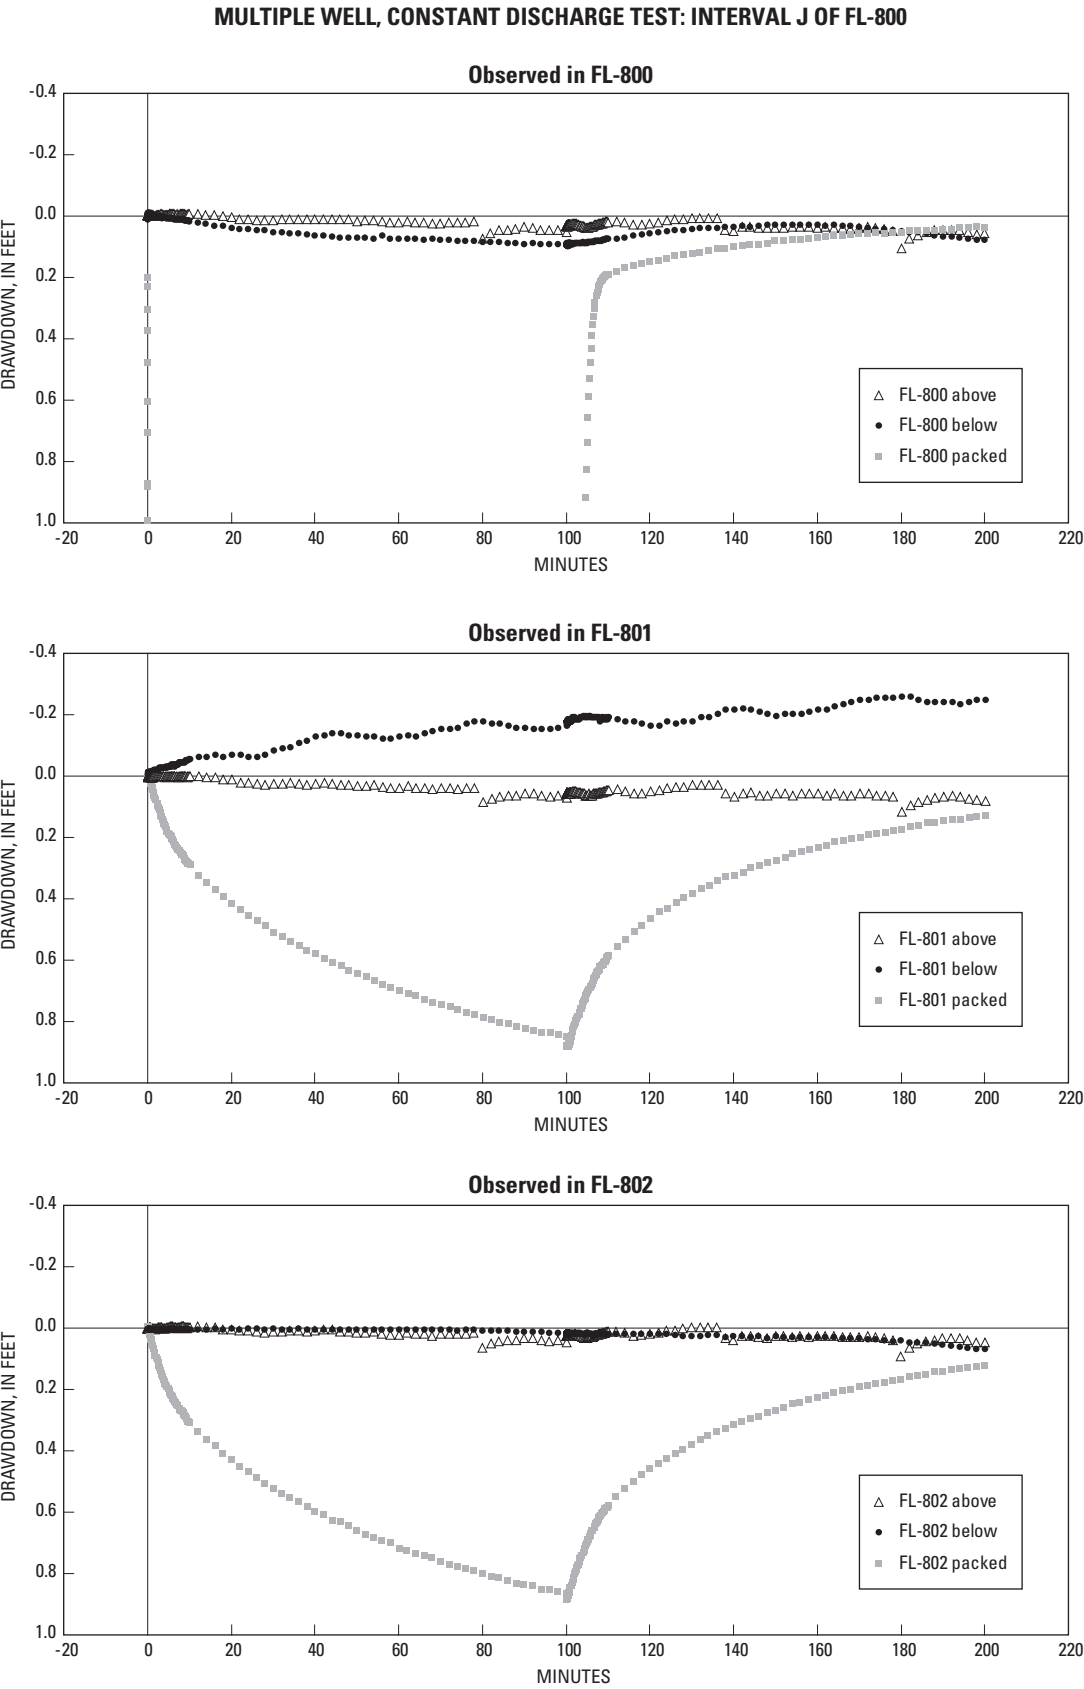 MULTIPLE WELL, CONSTANT DISCHARGE TEST: INTERVAL J OF FL-800
Observed in FL-800
DRAWDOWN, IN FEET
-0.4
-0.2
0.0
0.2
0.4
0.6
0.8
1.0
FL-800 above
FL-800 below
FL-800 packed
-20 0 20 40 60 80 100 120 140 160 180 200 220
MINUTES
Observed in FL-801
DRAWDOWN, IN FEET
-0.4
-0.2
0.0
0.2
0.4
0.6
0.8
1.0
FL-801 above
FL-801 below
FL-801 packed
-20 0 20 40 60 80 100 120 140 160 180 200 220
MINUTES
Observed in FL-802
DRAWDOWN, IN FEET
-0.4
-0.2
0.0
0.2
0.4
0.6
0.8
1.0
FL-802 above
FL-802 below
FL-802 packed
-20 0 20 40 60 80 100 120 140 160 180 200 220
MINUTES